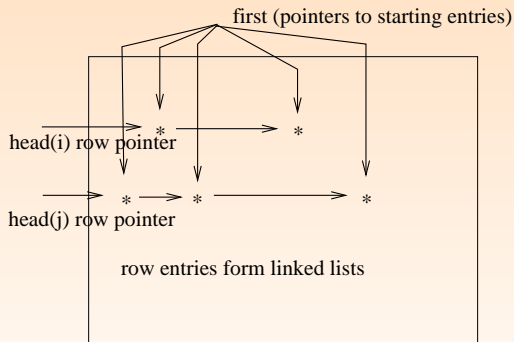 first (pointers to starting entries)
* *
head(i) row pointer
* * *
head(j) row pointer
row entries form linked lists